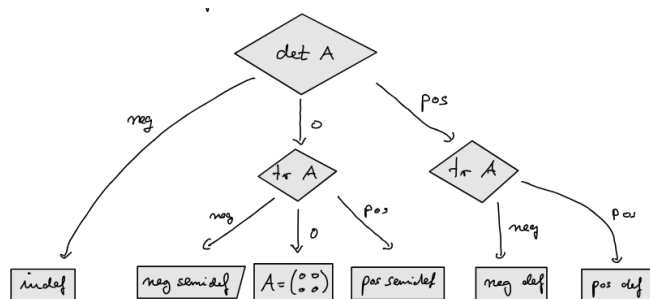 det A
neg
0
pos
tr A
tr A
neg
0
pos
neg
pos
indef
neg semidef
A = (0 0
0 0)
pos semidef
neg def
pos def